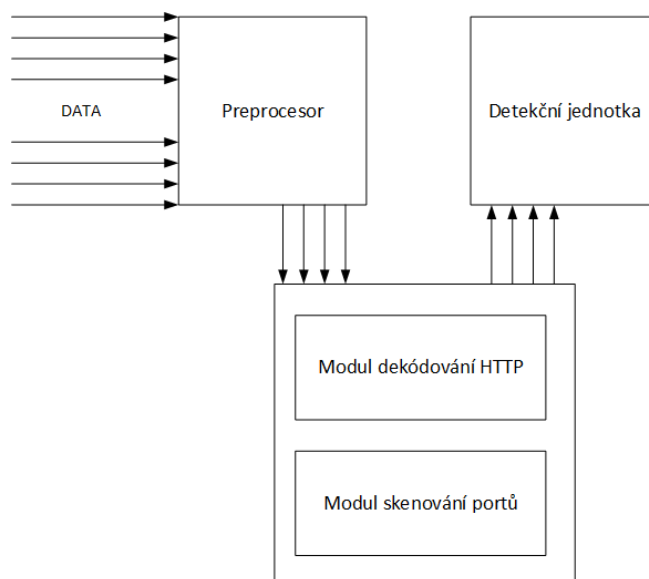 DATA
Preprocesor
Detekční jednotka
Modul dekódování HTTP
Modul skenování portů